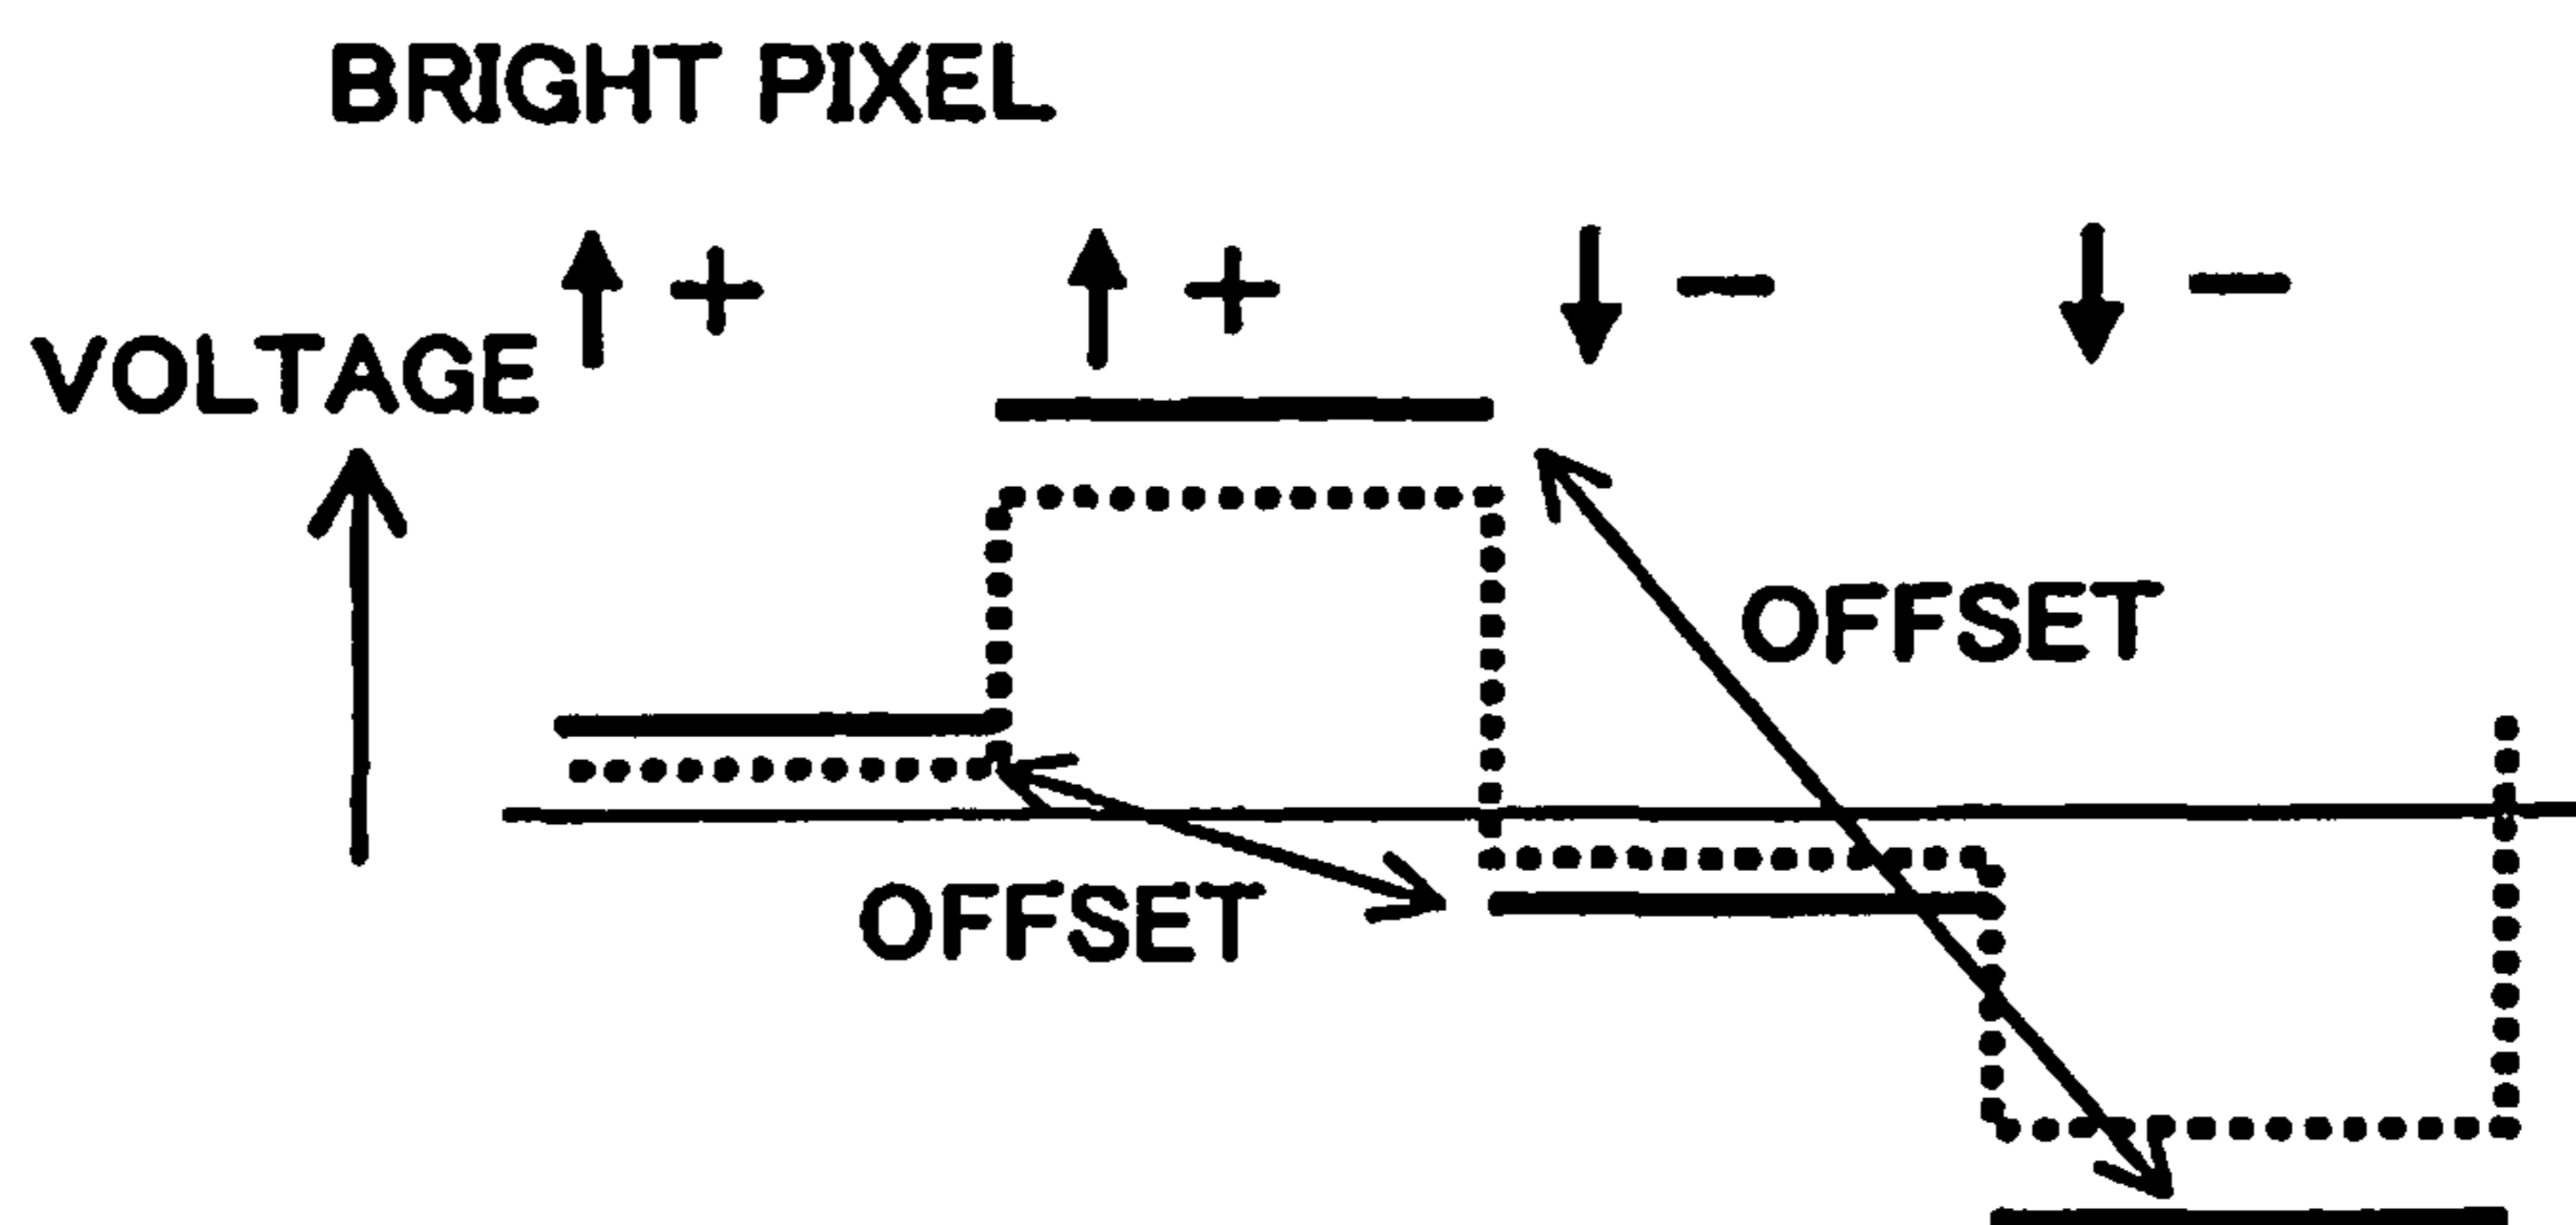 BRIGHT PIXEL
+ + − −
VOLTAGE
OFFSET
OFFSET